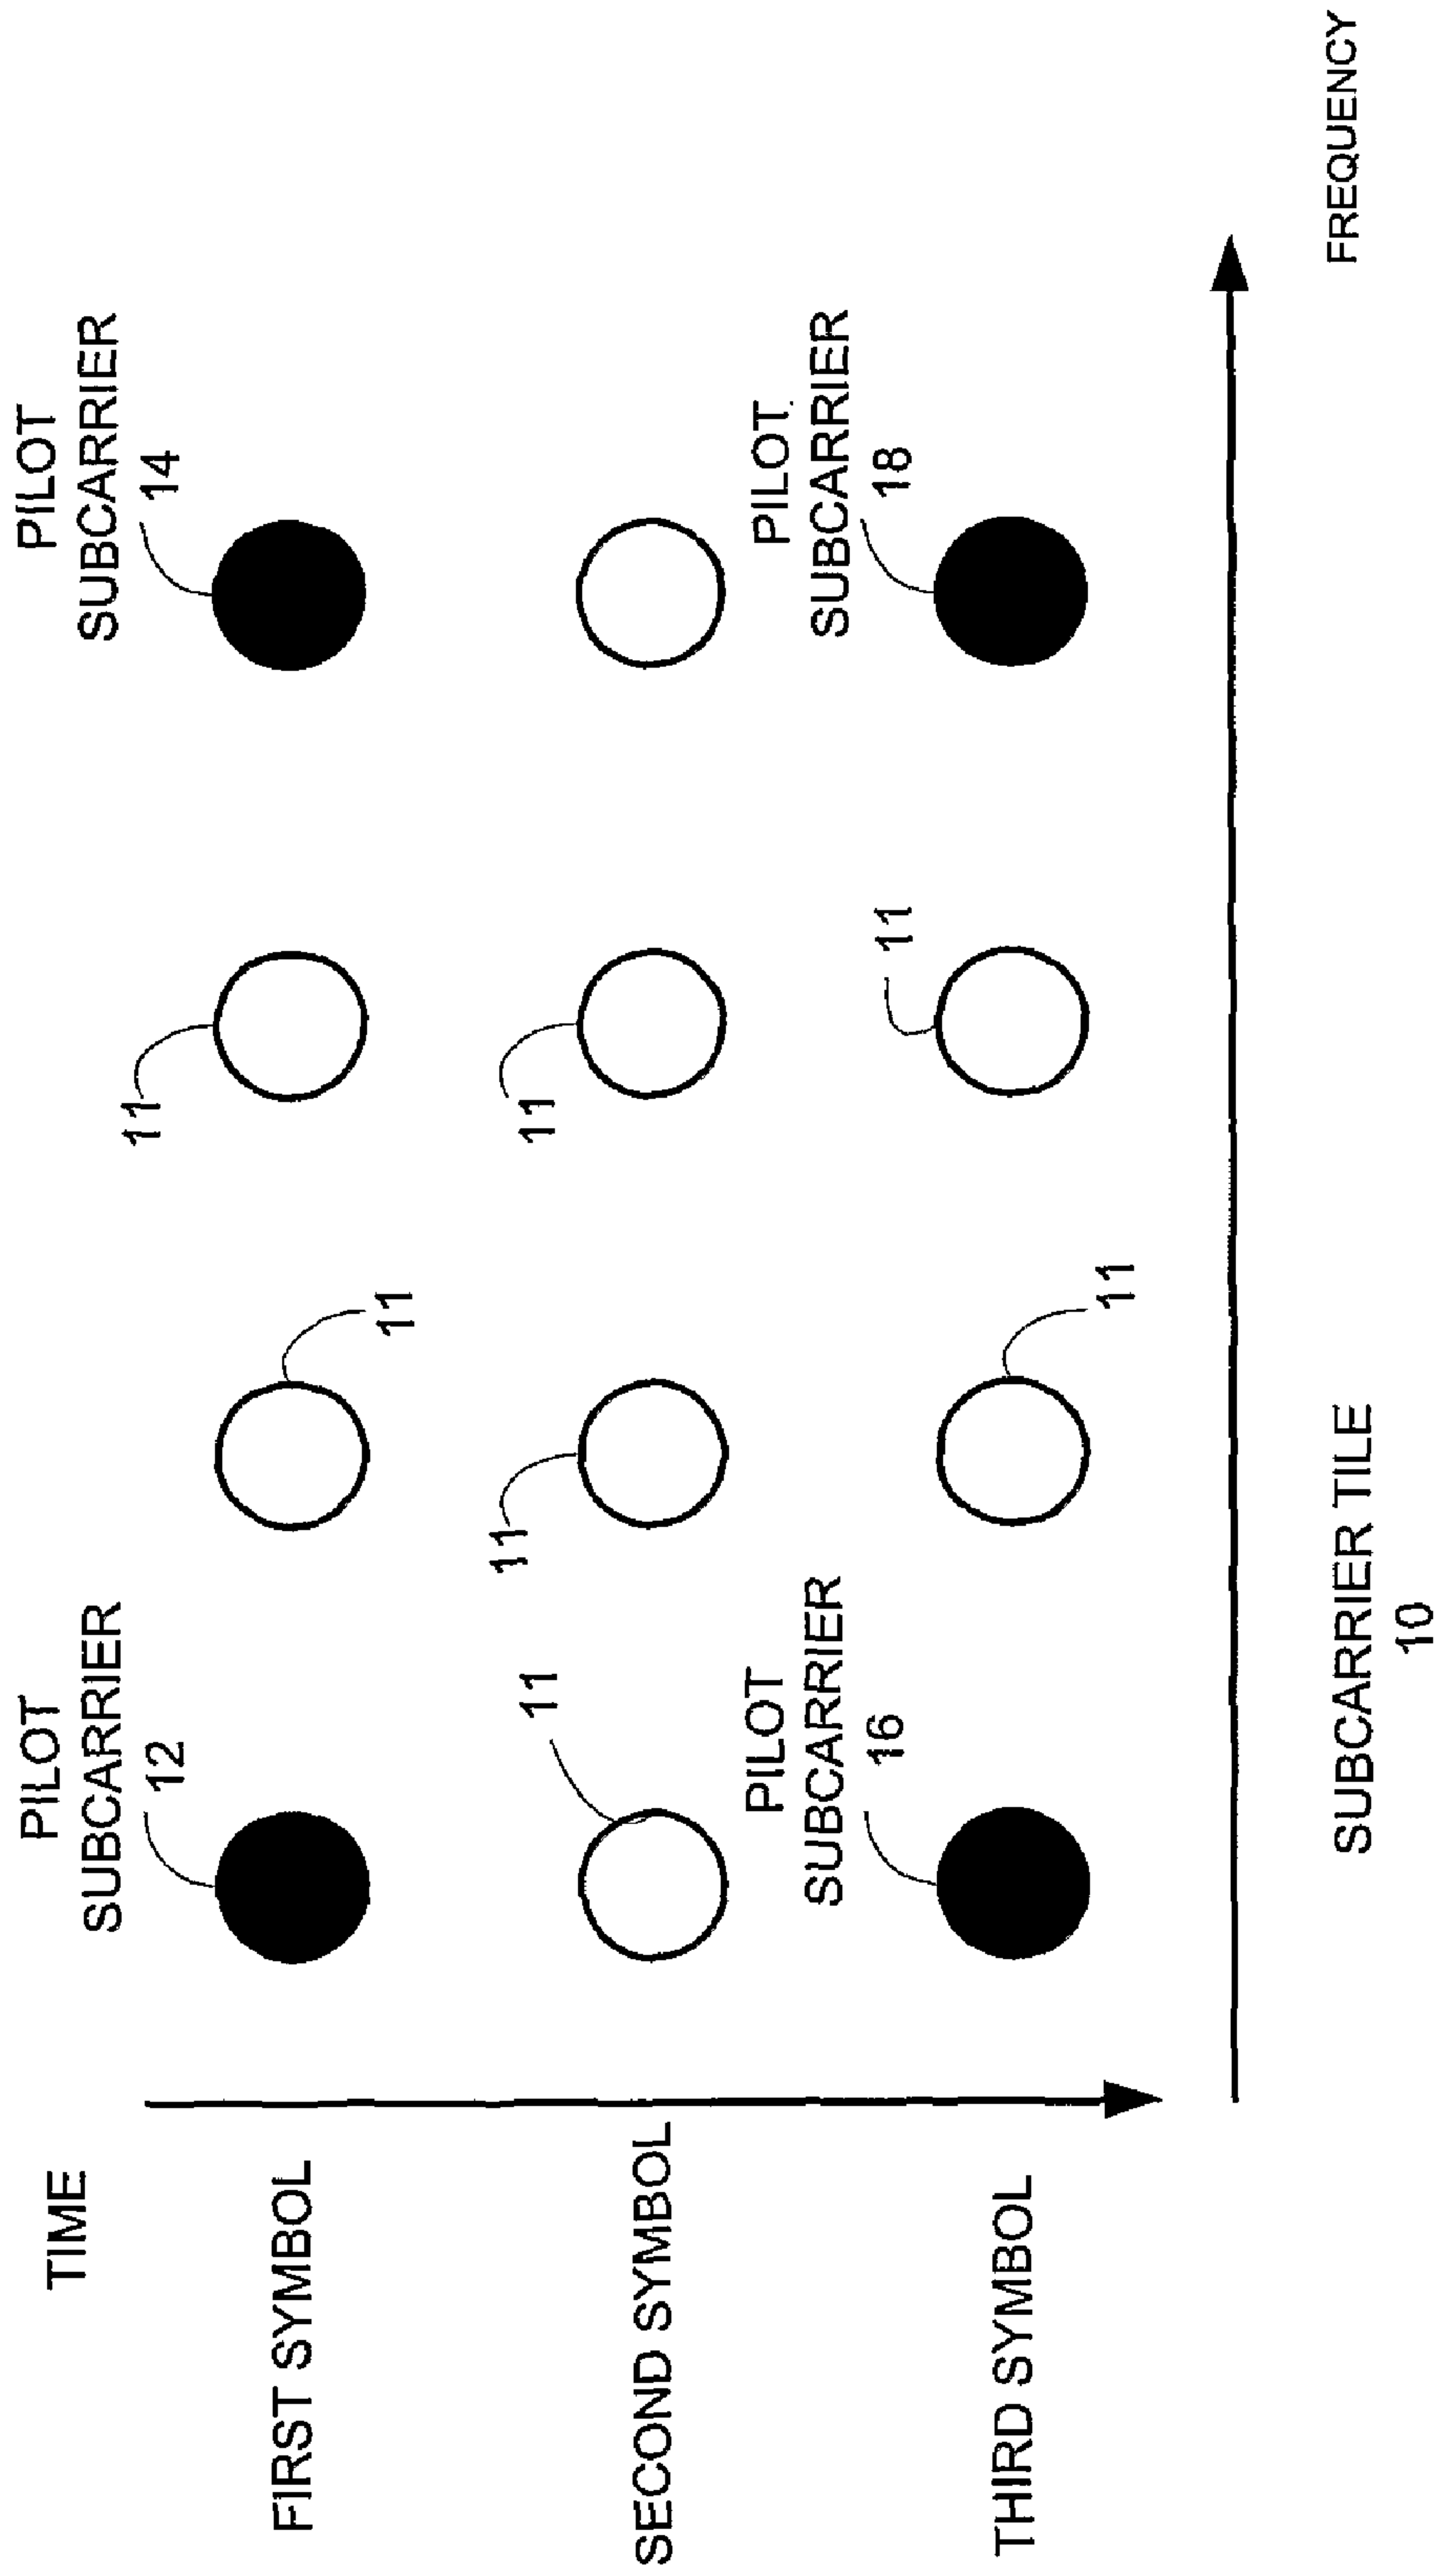 TIME
PILOT
SUBCARRIER
12
PILOT
SUBCARRIER
14
11
FIRST SYMBOL
11
11
11
11
SECOND SYMBOL
PILOT
SUBCARRIER
16
11
PILOT
SUBCARRIER
18
THIRD SYMBOL
11
FREQUENCY
SUBCARRIER TILE
10